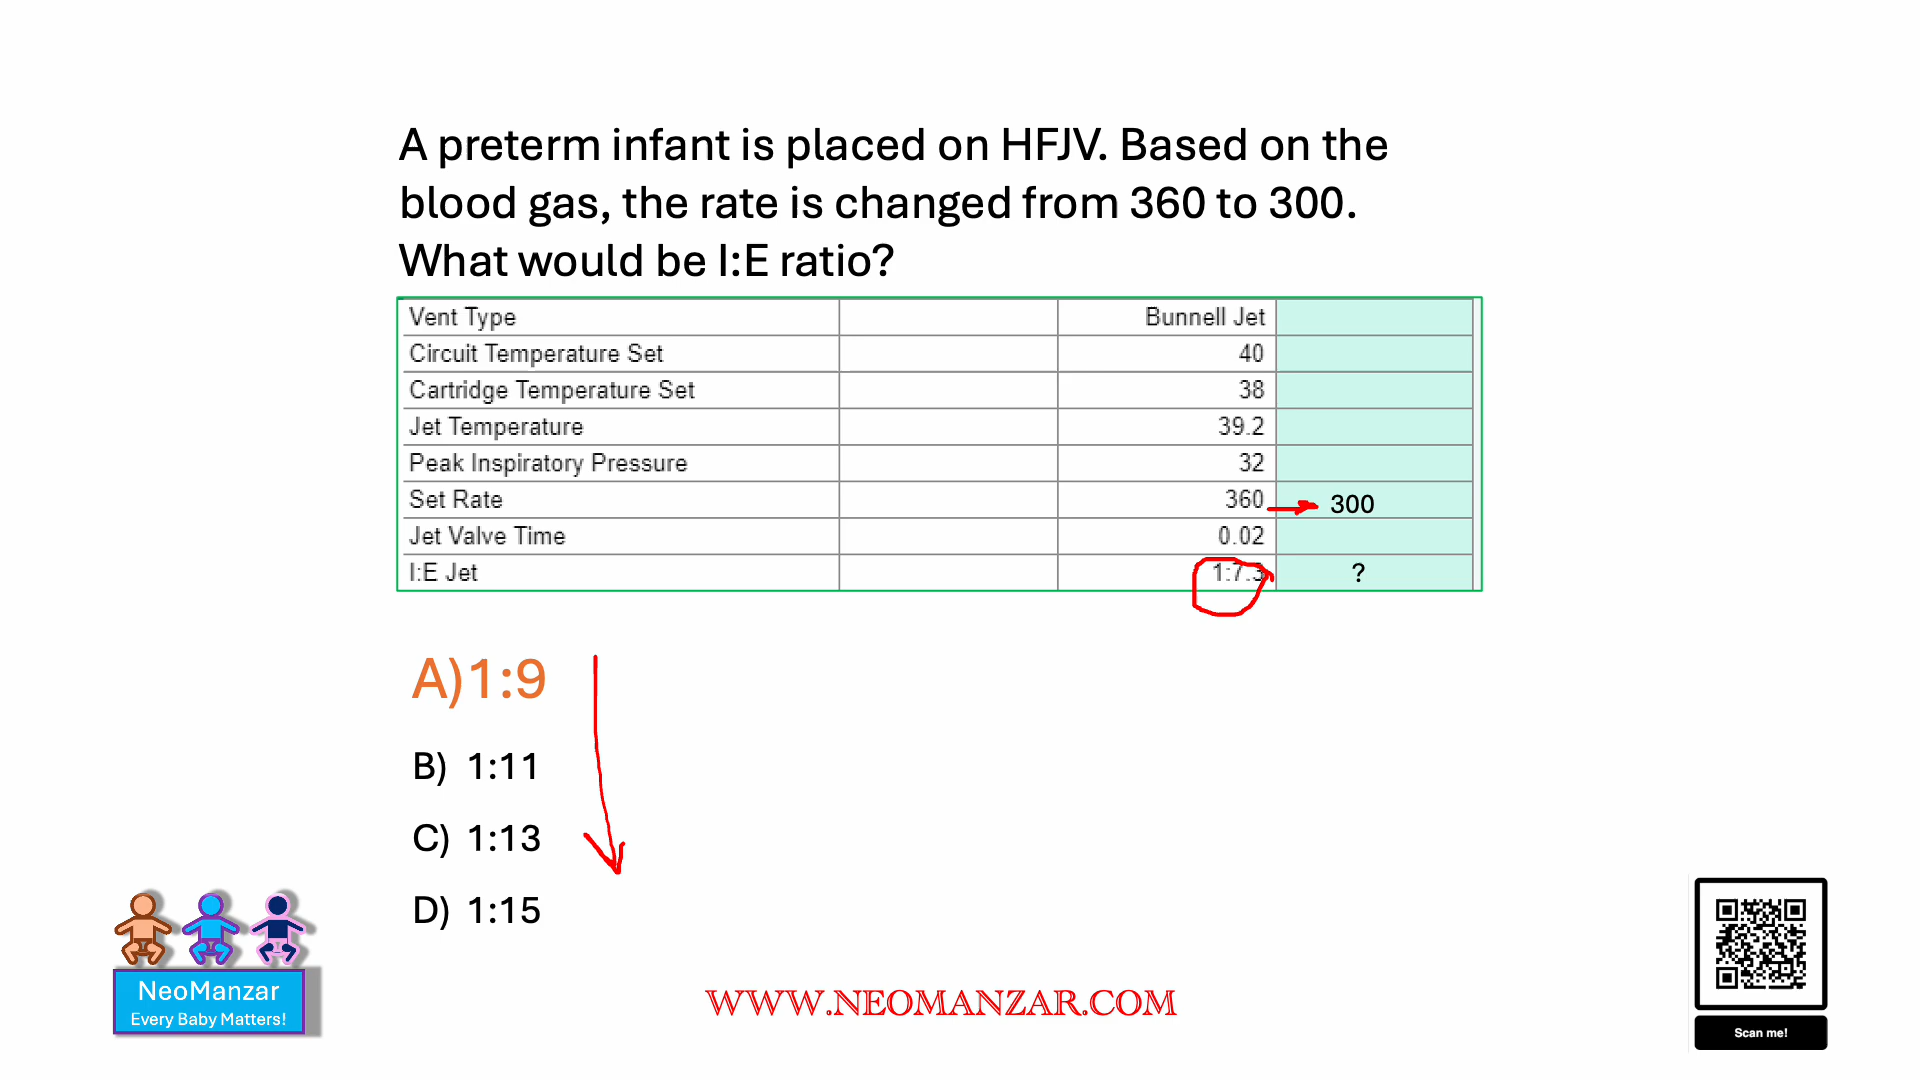 A preterm infant is placed on HFJV. Based on the
blood gas, the rate is changed from 360 to 300.
What would be I:E ratio?
Vent Type Bunnell Jet
Circuit Temperature Set 40
Cartridge Temperature Set 38
Jet Temperature 39.2
Peak Inspiratory Pressure 32
Set Rate 360 300
Jet Valve Time 0.02
I:E Jet 1:7.3 ?
A)1:9
B) 1:11
C) 1:13
D) 1:15
NeoManzar
Every Baby Matters!
WWW.NEOMANZAR.COM
Scan me!